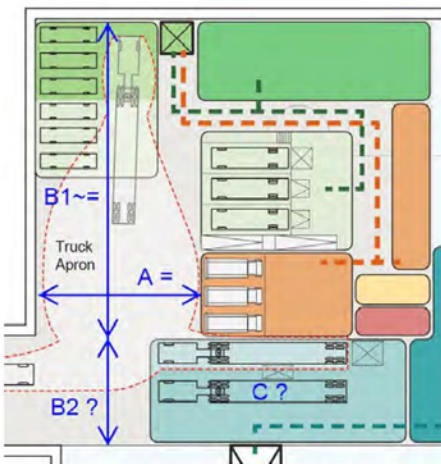 B1~=
Truck
Apron
A =
B2 ?
C ?